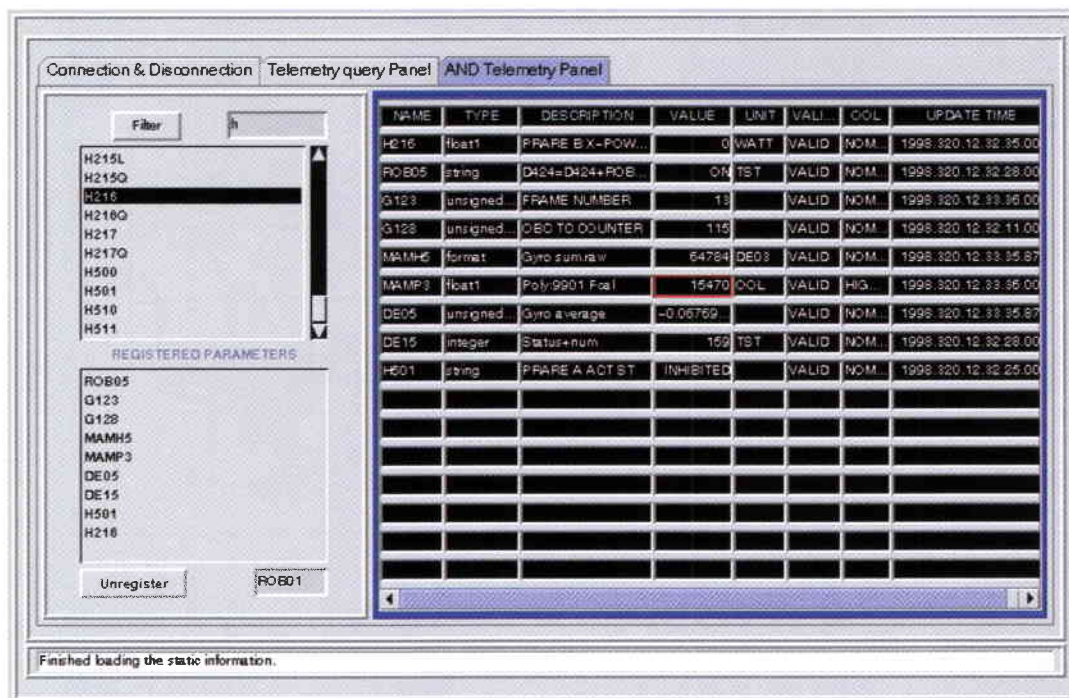 Connection & Disconnection Telemetry query Panel AND Telemetry Panel
Filter h
H215L
H215Q
H216
H216Q
H217
H217Q
H500
H501
H510
H511
REGISTERED PARAMETERS
ROB05
G123
G128
MAMH5
MAMP3
DE05
DE15
H501
H216
Unregister ROB01
NAME TYPE DESCRIPTION VALUE UNIT VALI... OOL UPDATE TIME
H216 float1 PRARE B X-POW... 0 WATT VALID NOM... 1998.320.12.32.35.00
ROB05 string D424=D424+ROB... ON TST VALID NOM... 1998.320.12.32.28.00
G123 unsigned... FRAME NUMBER 13 VALID NOM... 1998.320.12.33.36.00
G128 unsigned... OBC TO COUNTER 115 VALID NOM... 1998.320.12.32.11.00
MAMH5 format Gyro sum.raw 64784 DE03 VALID NOM... 1998.320.12.33.35.87
MAMP3 float1 Poly:9901 Fcal 15470 OOL VALID HIG... 1998.320.12.33.36.00
DE05 unsigned... Gyro average -0.06769... VALID NOM... 1998.320.12.33.35.87
DE15 integer Status+num 159 TST VALID NOM... 1998.320.12.32.28.00
H501 string PRARE A ACT ST INHIBITED VALID NOM... 1998.320.12.32.25.00
Finished loading the static information.